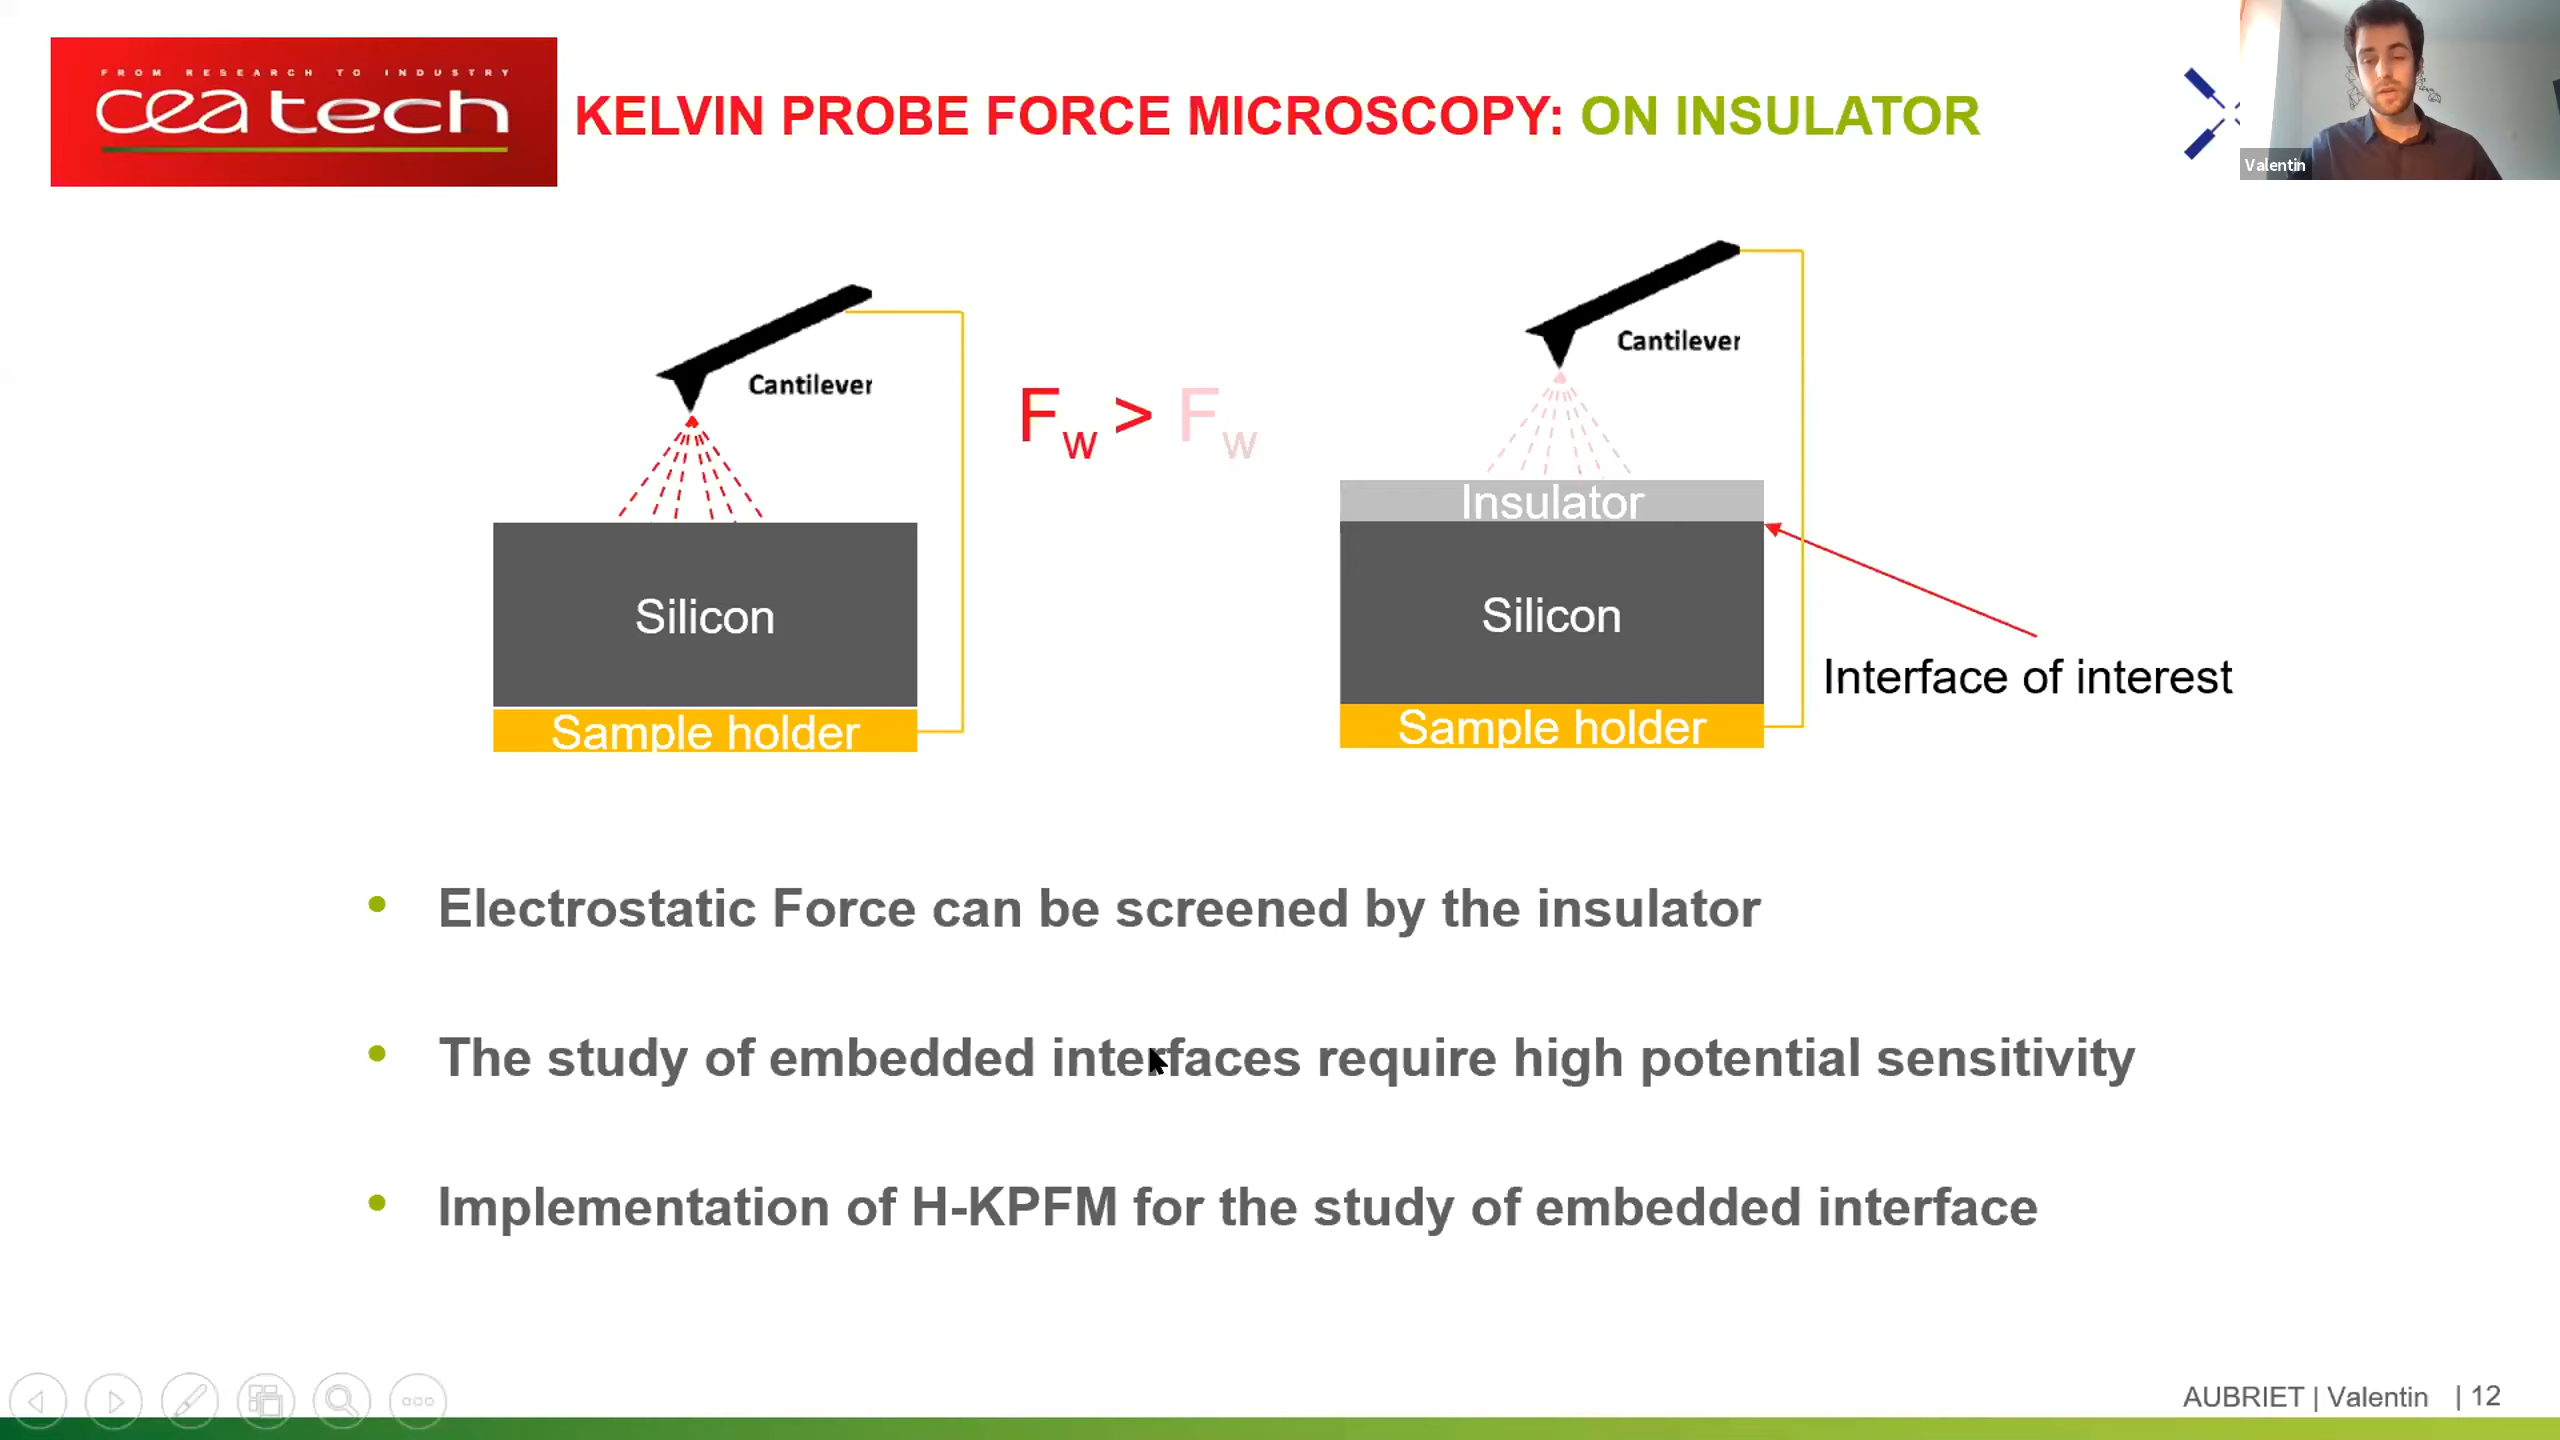 FROM RESEARCH TO INDUSTRY
cea tech
KELVIN PROBE FORCE MICROSCOPY: ON INSULATOR
Valentin
Cantilever
Cantilever
Fw > Fw
Insulator
Silicon
Silicon
Interface of interest
Sample holder
Sample holder
• Electrostatic Force can be screened by the insulator
• The study of embedded interfaces require high potential sensitivity
• Implementation of H-KPFM for the study of embedded interface
AUBRIET | Valentin | 12